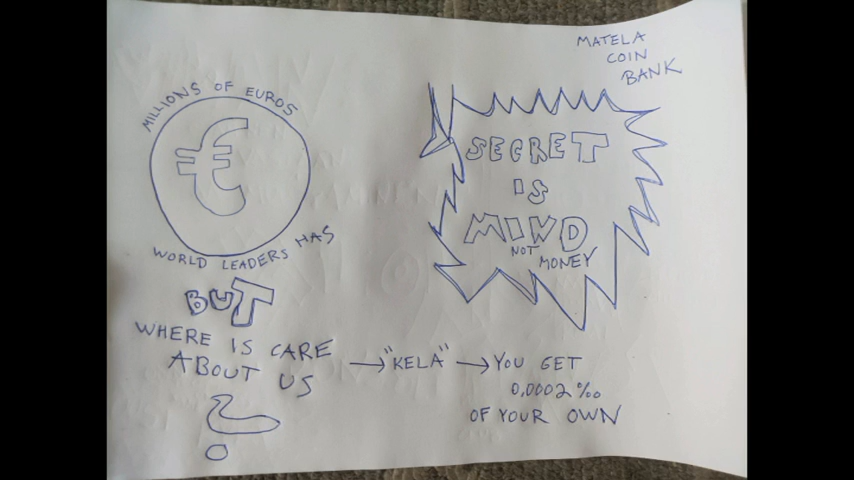 MATELA
COIN
BANK
MILLIONS OF EUROS
€
WORLD LEADERS HAS
BUT
WHERE IS CARE
ABOUT US
?
SECRET
IS
MIND
NOT
MONEY
→ "KELA" → YOU GET
0,0002 ‰
OF YOUR OWN